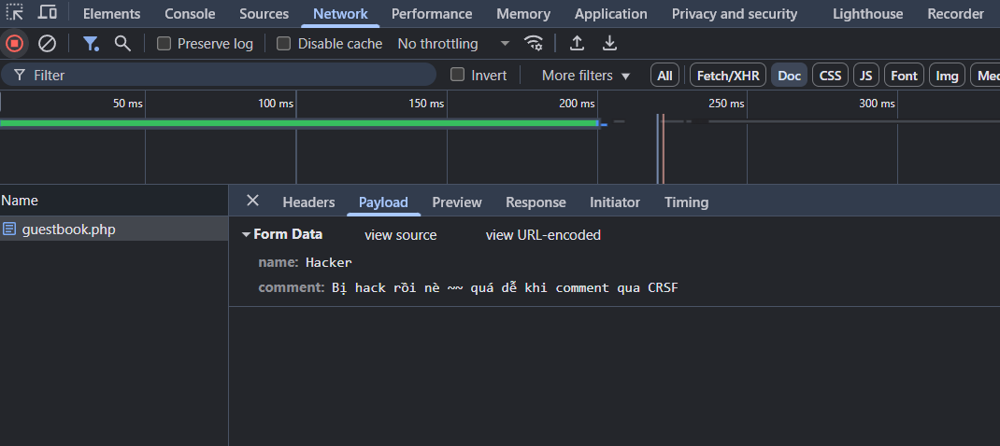 Elements Console Sources Network Performance Memory Application Privacy and security Lighthouse Recorder
Preserve log Disable cache No throttling
Filter Invert More filters All Fetch/XHR Doc CSS JS Font Img Me
50 ms 100 ms 150 ms 200 ms 250 ms 300 ms
Name
guestbook.php
Headers Payload Preview Response Initiator Timing
Form Data view source view URL-encoded
name: Hacker
comment: Bị hack rồi nè ~~ quá dễ khi comment qua CRSF